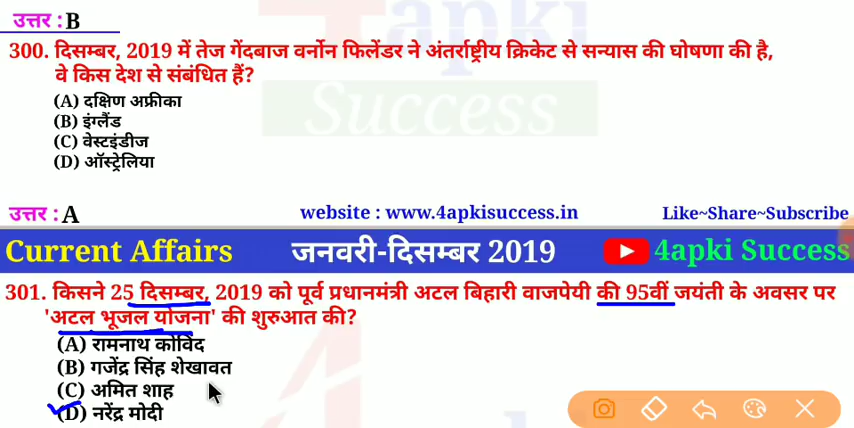 उत्तर : B
300. दिसम्बर, 2019 में तेज गेंदबाज वर्नोन फिलेंडर ने अंतर्राष्ट्रीय क्रिकेट से सन्यास की घोषणा की है,
वे किस देश से संबंधित हैं?
(A) दक्षिण अफ्रीका
(B) इंग्लैंड
(C) वेस्टइंडीज
(D) ऑस्ट्रेलिया
apki
Success
उत्तर : A
website : www.4apkisuccess.in
Like~Share~Subscribe
Current Affairs जनवरी-दिसम्बर 2019 4apki Success
301. किसने 25 दिसम्बर, 2019 को पूर्व प्रधानमंत्री अटल बिहारी वाजपेयी की 95वीं जयंती के अवसर पर
'अटल भूजल योजना' की शुरुआत की?
(A) रामनाथ कोविंद
(B) गजेंद्र सिंह शेखावत
(C) अमित शाह
(D) नरेंद्र मोदी